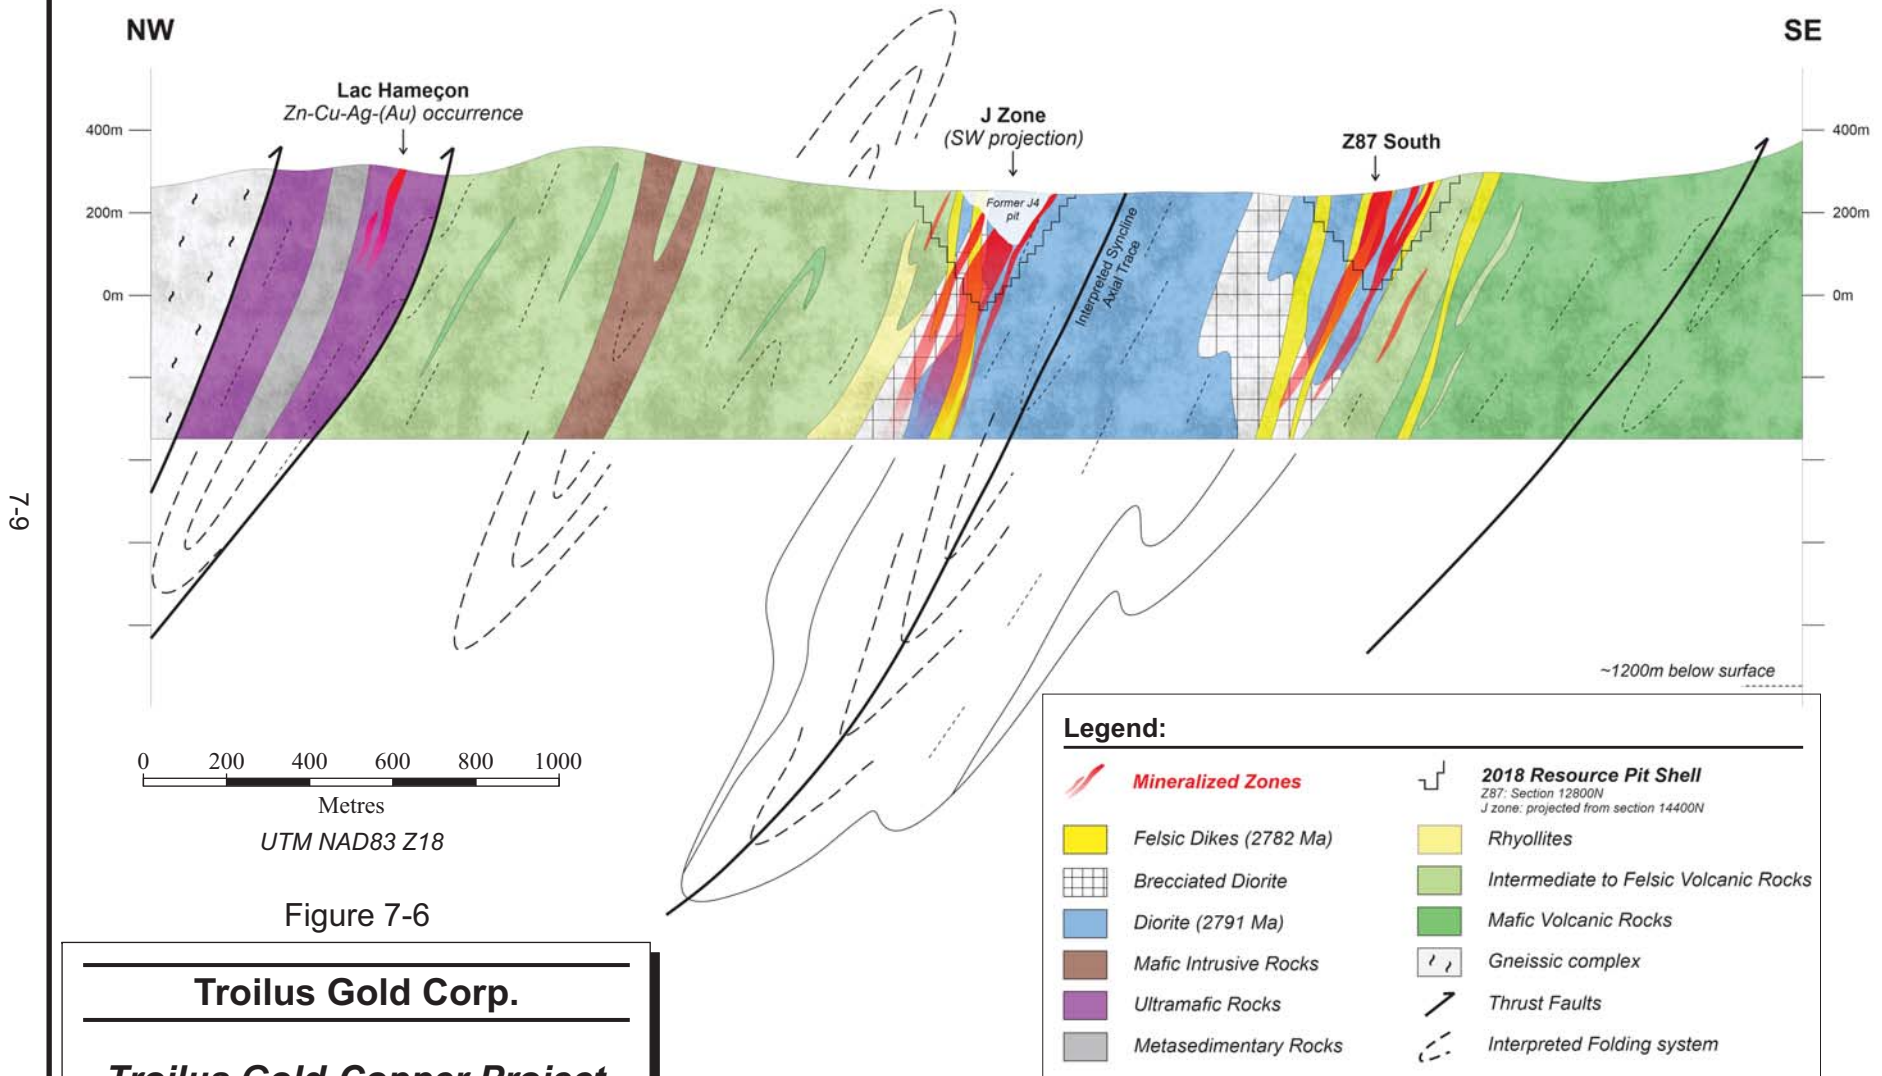 NW
SE
Lac Hameçon
Zn-Cu-Ag-(Au) occurrence
J Zone
(SW projection)
Z87 South
400m
200m
0m
400m
200m
0m
Former J4
pit
Interpreted Syncline
Axial Trace
7-9
~1200m below surface
0 200 400 600 800 1000
Metres
UTM NAD83 Z18
Figure 7-6
Troilus Gold Corp.
Troilus Gold-Copper Project
Legend:
Mineralized Zones
Felsic Dikes (2782 Ma)
Brecciated Diorite
Diorite (2791 Ma)
Mafic Intrusive Rocks
Ultramafic Rocks
Metasedimentary Rocks
2018 Resource Pit Shell
Z87: Section 12800N
J zone: projected from section 14400N
Rhyollites
Intermediate to Felsic Volcanic Rocks
Mafic Volcanic Rocks
Gneissic complex
Thrust Faults
Interpreted Folding system